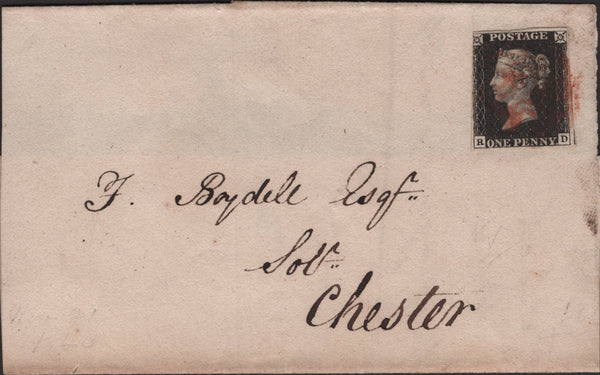 POSTAGE
R D
ONE PENNY
F. Boydell Esqr.
Solr.
Chester